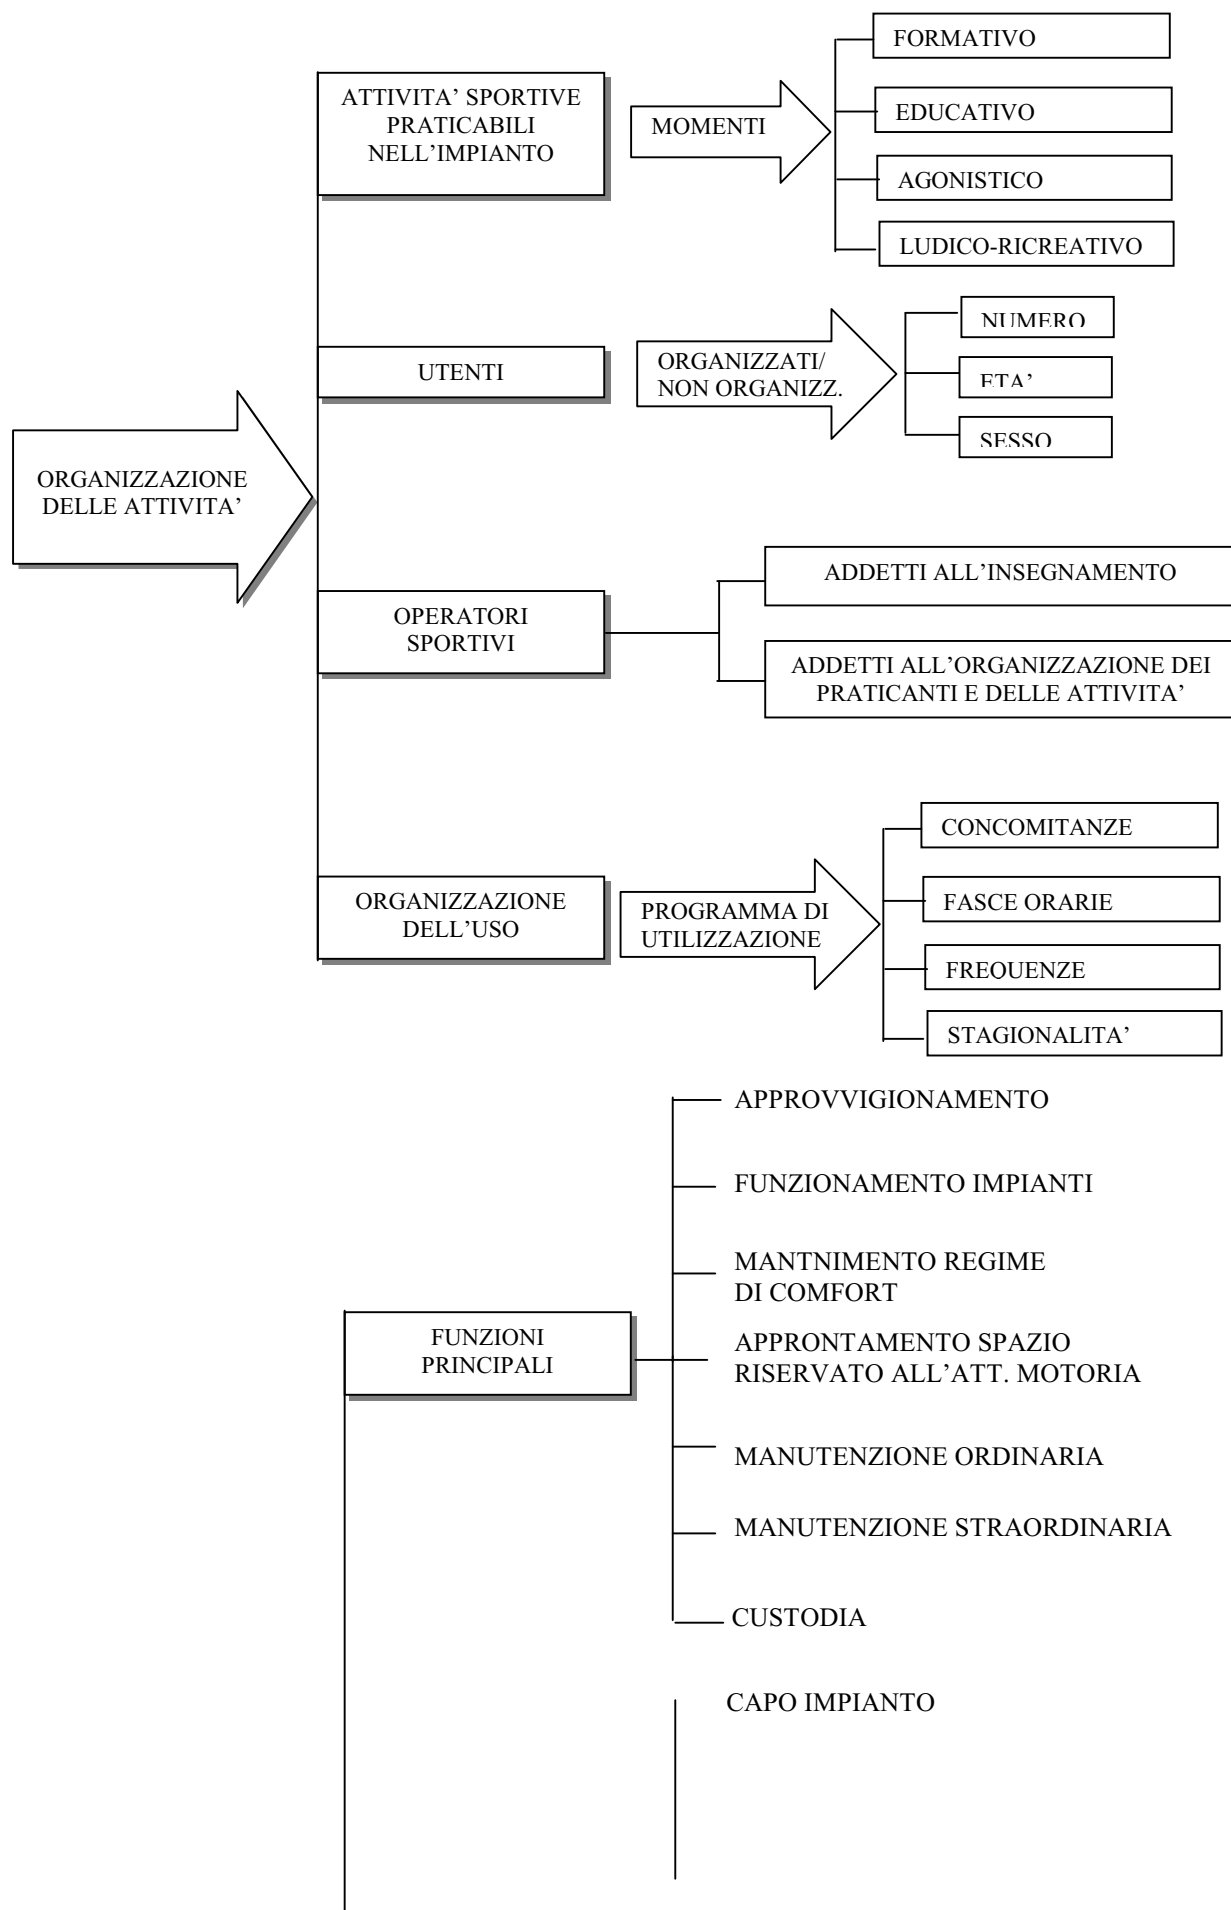 FORMATIVO
ATTIVITA’ SPORTIVE
PRATICABILI
NELL’IMPIANTO
MOMENTI
EDUCATIVO
AGONISTICO
LUDICO-RICREATIVO
NUMERO
UTENTI
ORGANIZZATI/
NON ORGANIZZ.
ETA’
SESSO
ORGANIZZAZIONE
DELLE ATTIVITA’
ADDETTI ALL’INSEGNAMENTO
OPERATORI
SPORTIVI
ADDETTI ALL’ORGANIZZAZIONE DEI
PRATICANTI E DELLE ATTIVITA’
CONCOMITANZE
ORGANIZZAZIONE
DELL’USO
PROGRAMMA DI
UTILIZZAZIONE
FASCE ORARIE
FREQUENZE
STAGIONALITA’
APPROVVIGIONAMENTO
FUNZIONAMENTO IMPIANTI
MANTNIMENTO REGIME
DI COMFORT
FUNZIONI
PRINCIPALI
APPRONTAMENTO SPAZIO
RISERVATO ALL’ATT. MOTORIA
MANUTENZIONE ORDINARIA
MANUTENZIONE STRAORDINARIA
CUSTODIA
CAPO IMPIANTO